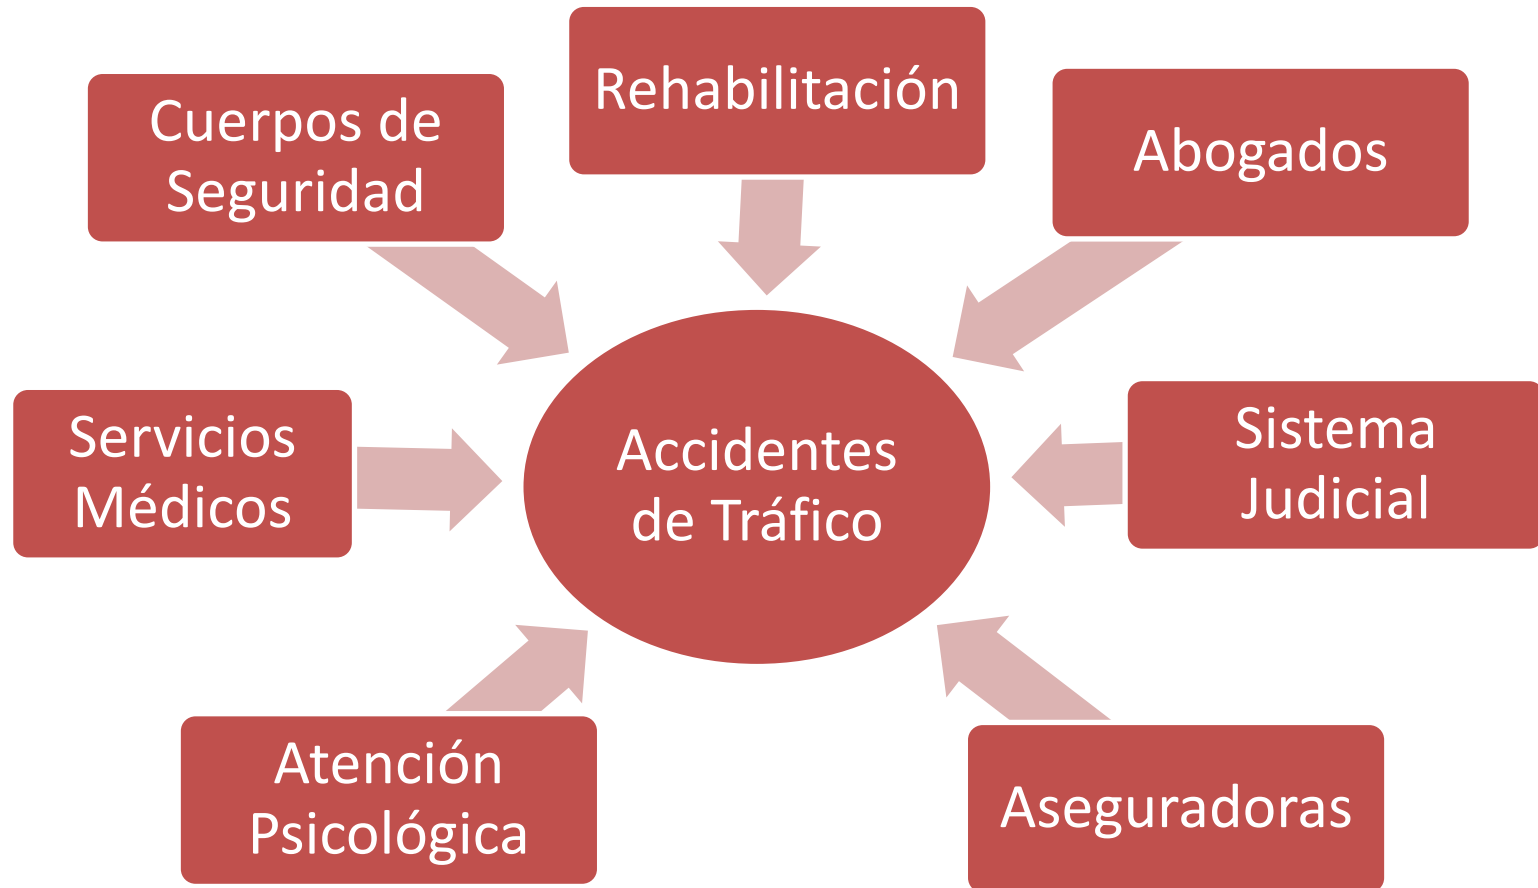 Rehabilitación
Cuerpos de
Seguridad
Abogados
Servicios
Médicos
Accidentes
de Tráfico
Sistema
Judicial
Atención
Psicológica
Aseguradoras